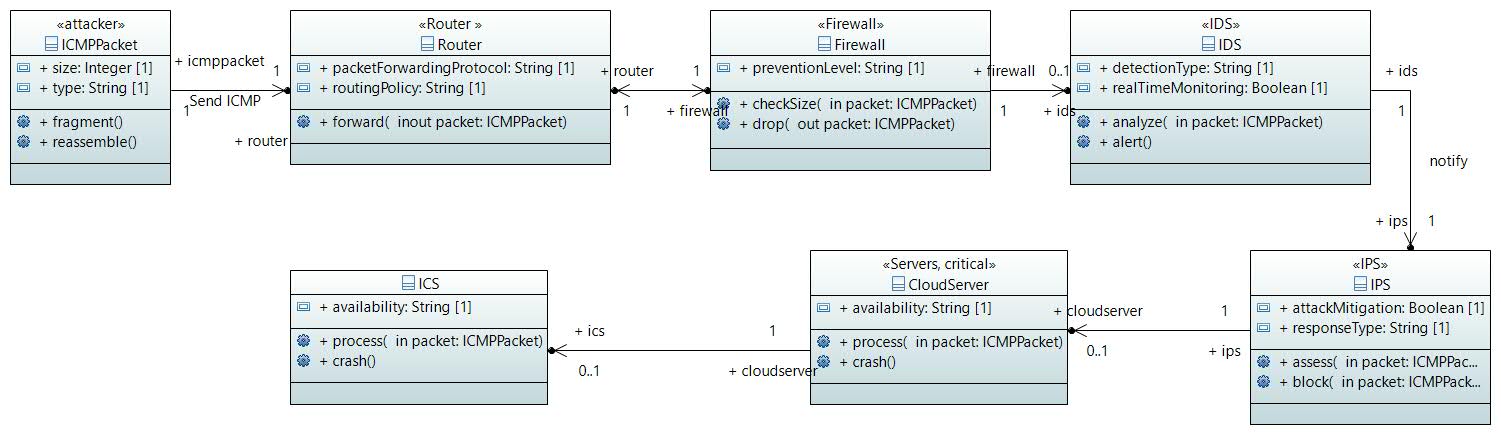 «attacker»
ICMPPacket
+ size: Integer [1]
+ type: String [1]
+ fragment()
+ reassemble()
+ icmppacket
1
Send ICMP
1
+ router
«Router »
Router
+ packetForwardingProtocol: String [1]
+ routingPolicy: String [1]
+ forward( inout packet: ICMPPacket)
+ router
1
1
+ firewall
«Firewall»
Firewall
+ preventionLevel: String [1]
+ checkSize( in packet: ICMPPacket)
+ drop( out packet: ICMPPacket)
+ firewall
0..1
1
+ ids
«IDS»
IDS
+ detectionType: String [1]
+ realTimeMonitoring: Boolean [1]
+ analyze( in packet: ICMPPacket)
+ alert()
+ ids
1
notify
+ ips
1
ICS
+ availability: String [1]
+ process( in packet: ICMPPacket)
+ crash()
+ ics
1
0..1
+ cloudserver
«Servers, critical»
CloudServer
+ availability: String [1]
+ process( in packet: ICMPPacket)
+ crash()
+ cloudserver
1
0..1
+ ips
«IPS»
IPS
+ attackMitigation: Boolean [1]
+ responseType: String [1]
+ assess( in packet: ICMPPac...
+ block( in packet: ICMPPack...